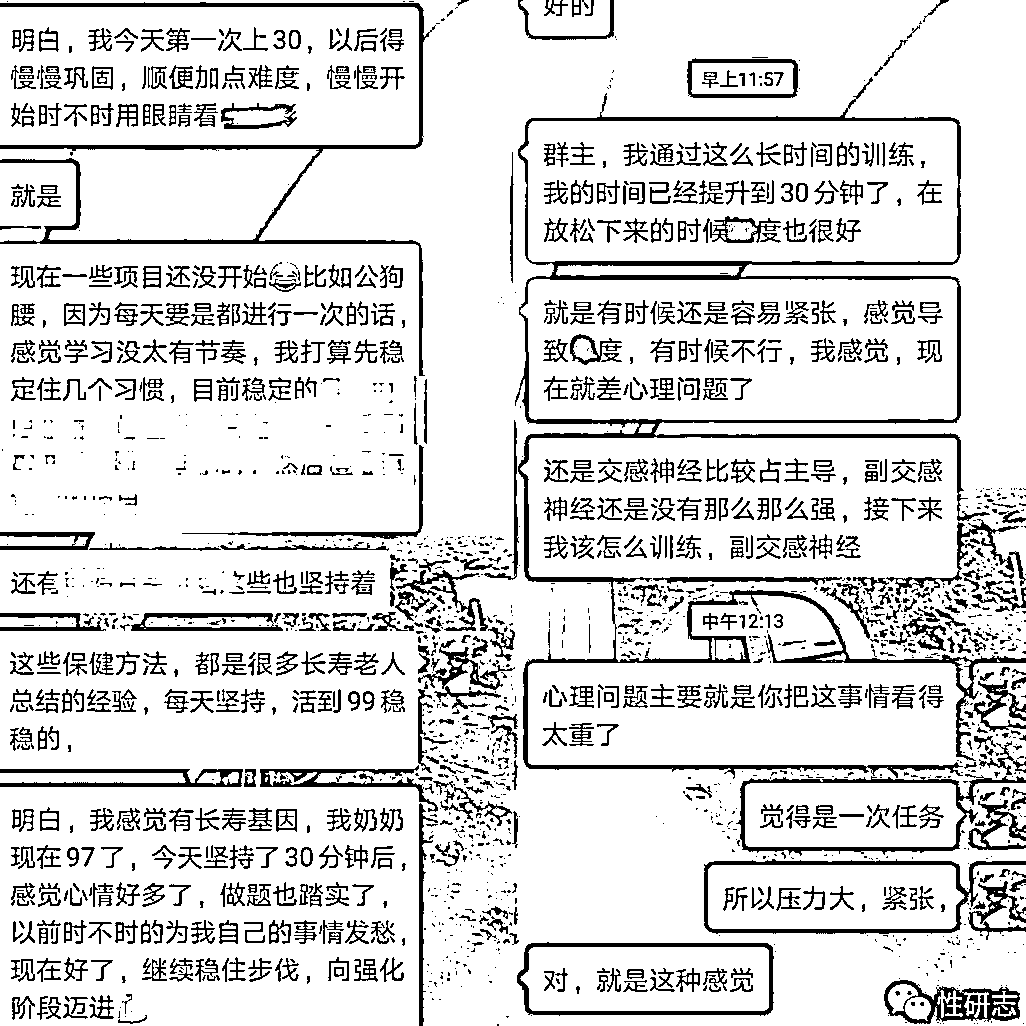 明白，我今天第一次上30，以后得
慢慢巩固，顺便加点难度，慢慢开
始时不时用眼睛看
就是
现在一些项目还没开始😂比如公狗
腰，因为每天要是都进行一次的话，
感觉学习没太有节奏，我打算先稳
定住几个习惯，目前稳定的
还有
这些也坚持着
这些保健方法，都是很多长寿老人
总结的经验，每天坚持，活到99稳
稳的，
明白，我感觉有长寿基因，我奶奶
现在97了，今天坚持了30分钟后，
感觉心情好多了，做题也踏实了，
以前时不时的为我自己的事情发愁，
现在好了，继续稳住步伐，向强化
阶段迈进
好的
早上11:57
群主，我通过这么长时间的训练，
我的时间已经提升到30分钟了，在
放松下来的时候度也很好
就是有时候还是容易紧张，感觉导
致度，有时候不行，我感觉，现
在就差心理问题了
还是交感神经比较占主导，副交感
神经还是没有那么那么强，接下来
我该怎么训练，副交感神经
中午12:13
心理问题主要就是你把这事情看得
太重了
觉得是一次任务
所以压力大，紧张，
对，就是这种感觉
性研志